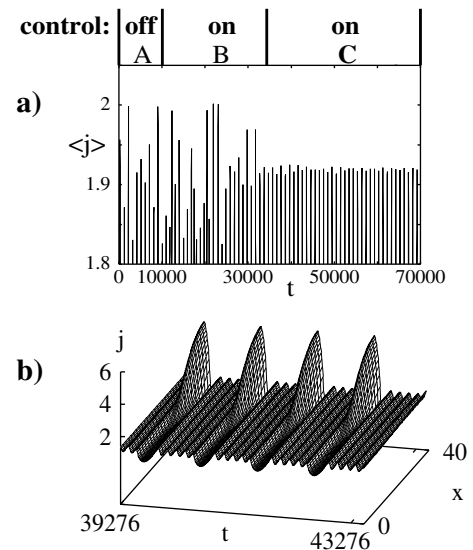 control: off on on
A B C
a)
2
<j>
1.9
1.8
0 10000 30000 50000 70000
t
b)
j
6
4
2
40
x
0
39276 t 43276